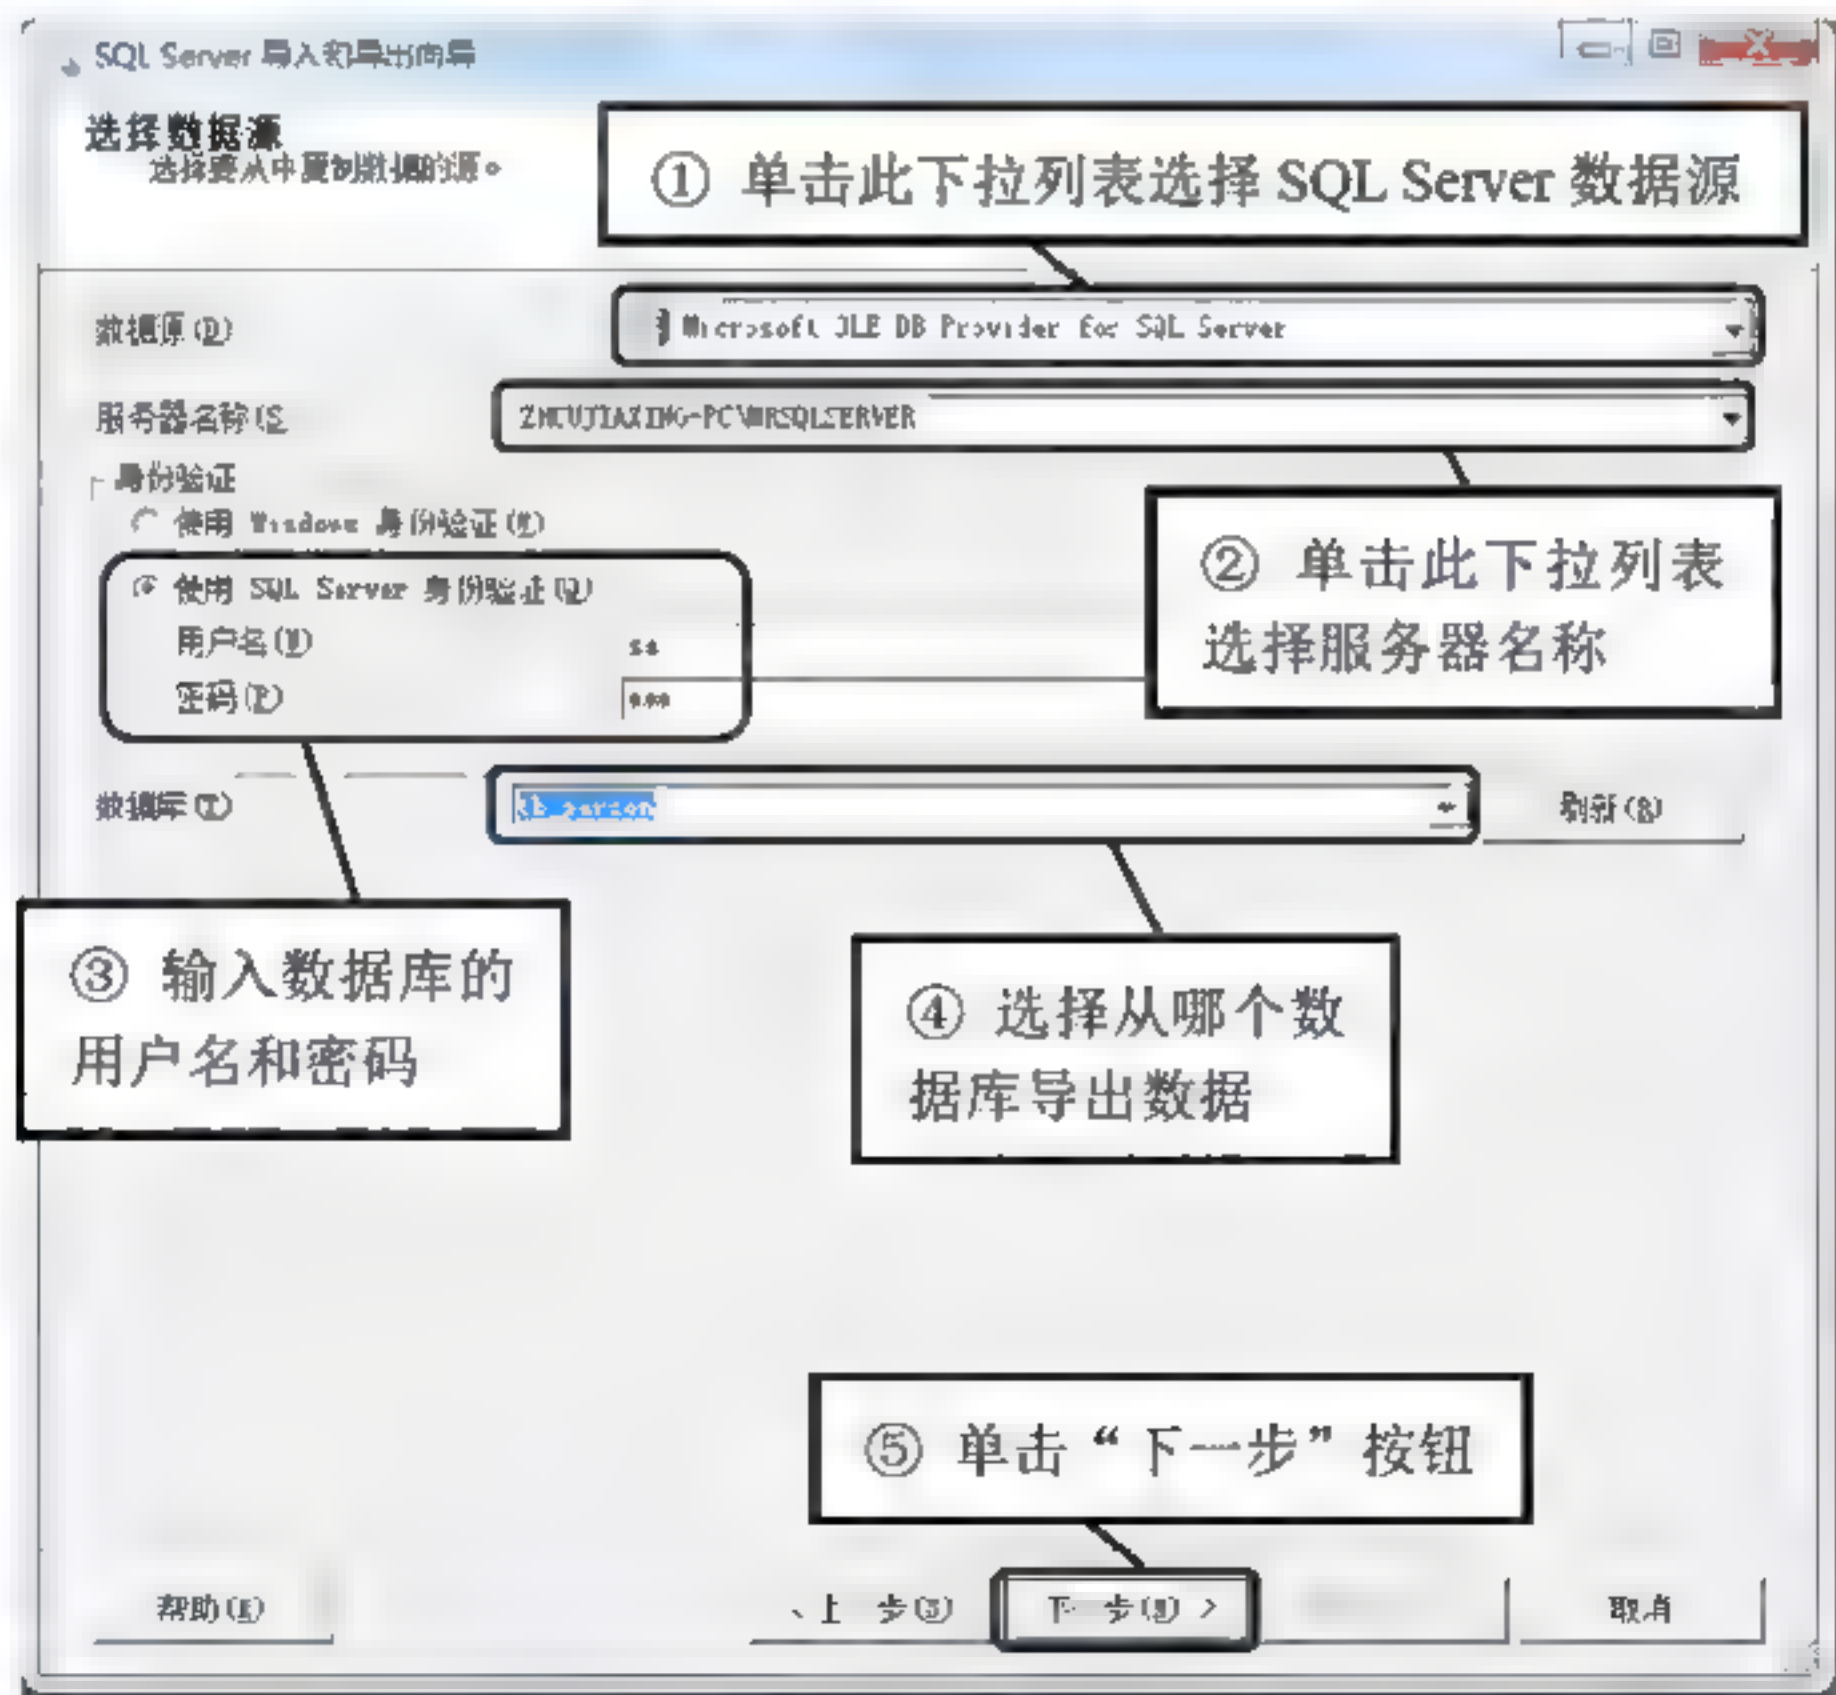 SQL Server 导入和导出向导
选择数据源
选择要从中复制数据的源。
① 单击此下拉列表选择 SQL Server 数据源
数据源(D)
Microsoft OLE DB Provider for SQL Server
服务器名称(S
身份验证
使用 Windows 身份验证(W)
② 单击此下拉列表
选择服务器名称
使用 SQL Server 身份验证(Q)
用户名(U)
sa
密码(P)
数据库(T)
刷新(R)
③ 输入数据库的
用户名和密码
④ 选择从哪个数
据库导出数据
⑤ 单击“下一步”按钮
帮助(H)
上一步(B)
下一步(N) >
取消